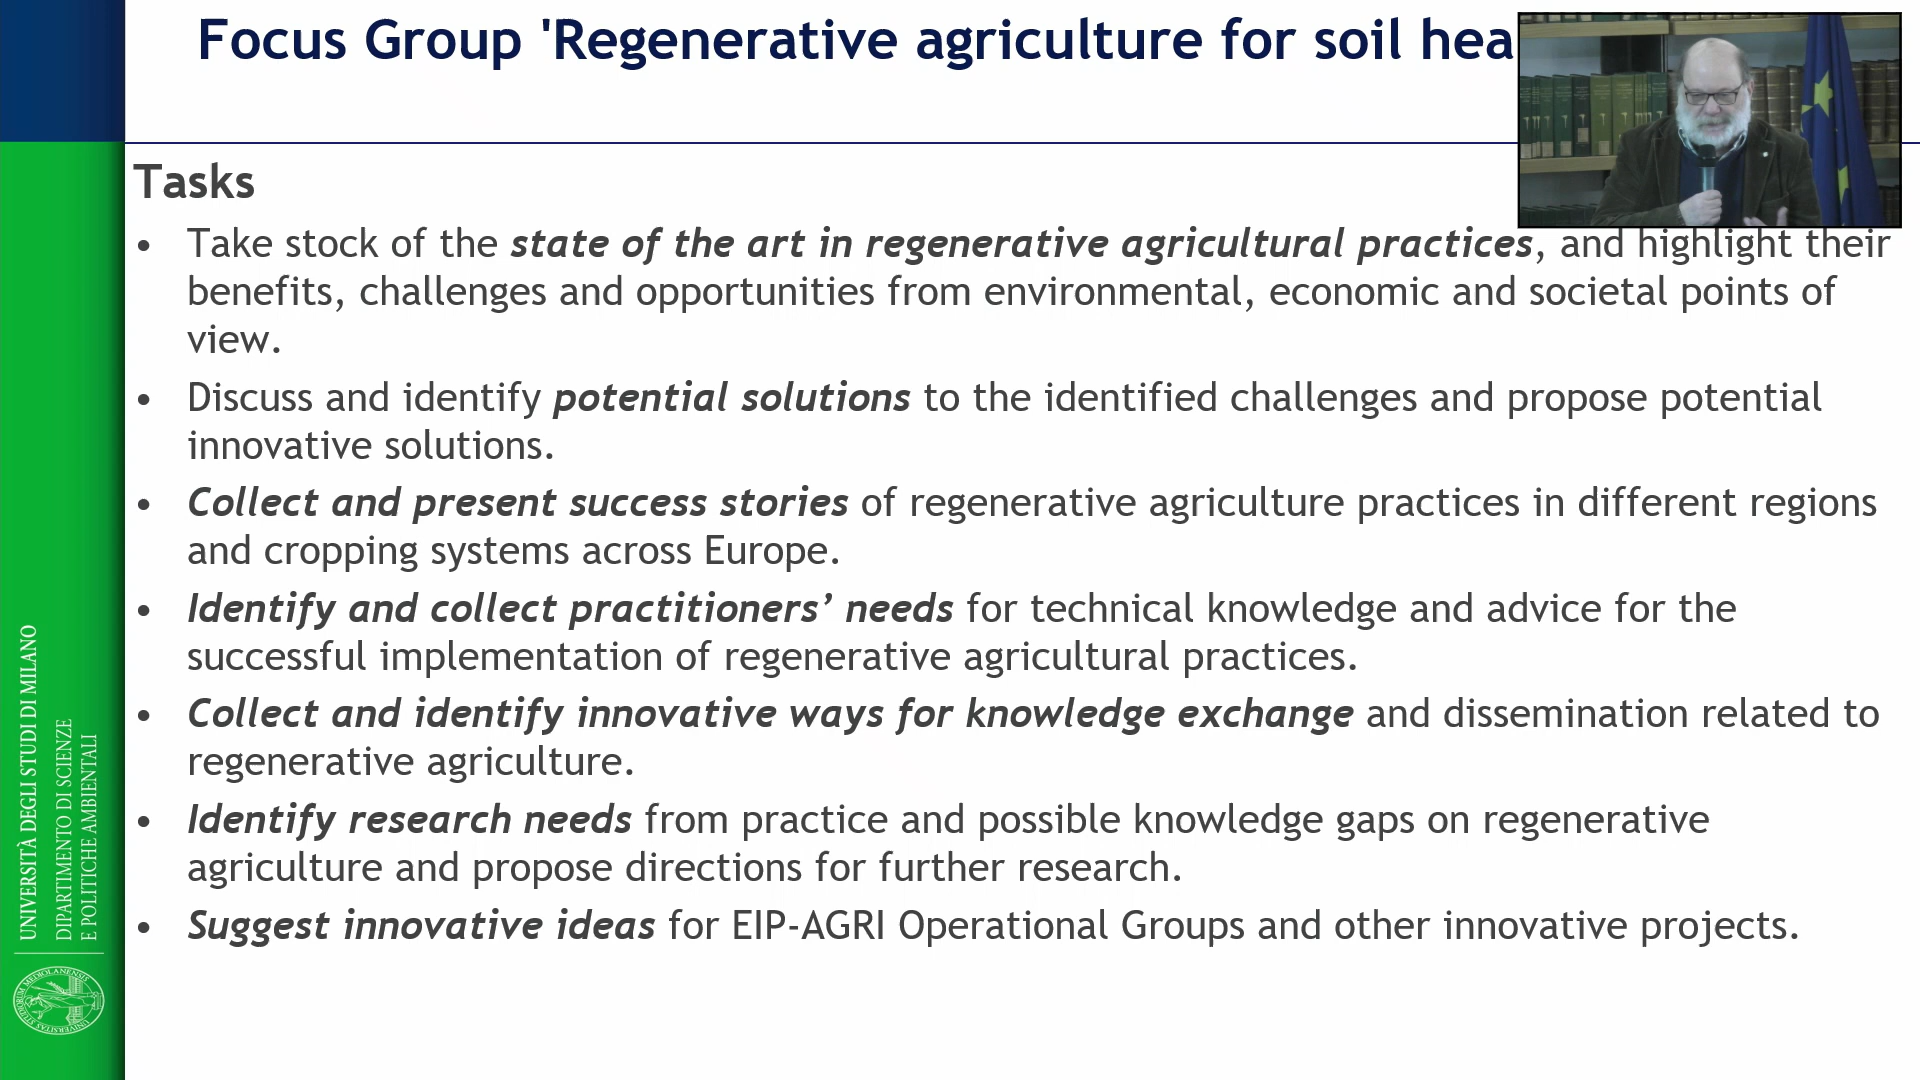 Focus Group 'Regenerative agriculture for soil hea
Tasks
• Take stock of the state of the art in regenerative agricultural practices, and highlight their
benefits, challenges and opportunities from environmental, economic and societal points of
view.
• Discuss and identify potential solutions to the identified challenges and propose potential
innovative solutions.
• Collect and present success stories of regenerative agriculture practices in different regions
and cropping systems across Europe.
• Identify and collect practitioners’ needs for technical knowledge and advice for the
successful implementation of regenerative agricultural practices.
• Collect and identify innovative ways for knowledge exchange and dissemination related to
regenerative agriculture.
• Identify research needs from practice and possible knowledge gaps on regenerative
agriculture and propose directions for further research.
• Suggest innovative ideas for EIP-AGRI Operational Groups and other innovative projects.
UNIVERSITÀ DEGLI STUDI DI MILANO
DIPARTIMENTO DI SCIENZE
E POLITICHE AMBIENTALI
UNIVERSITAS STUDIORUM MEDIOLANENSIS